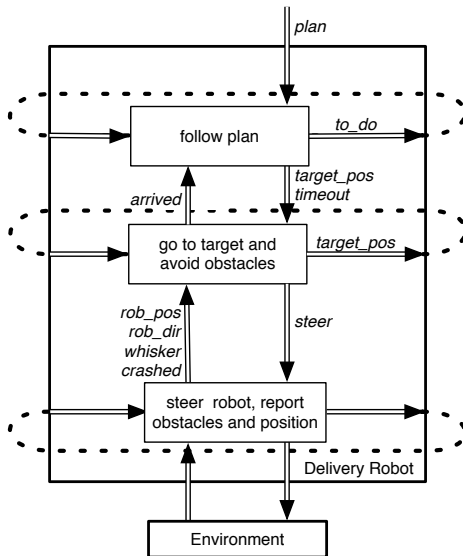 plan
follow plan
to_do
arrived
target_pos
timeout
go to target and
avoid obstacles
target_pos
rob_pos
rob_dir
whisker
crashed
steer
steer robot, report
obstacles and position
Delivery Robot
Environment